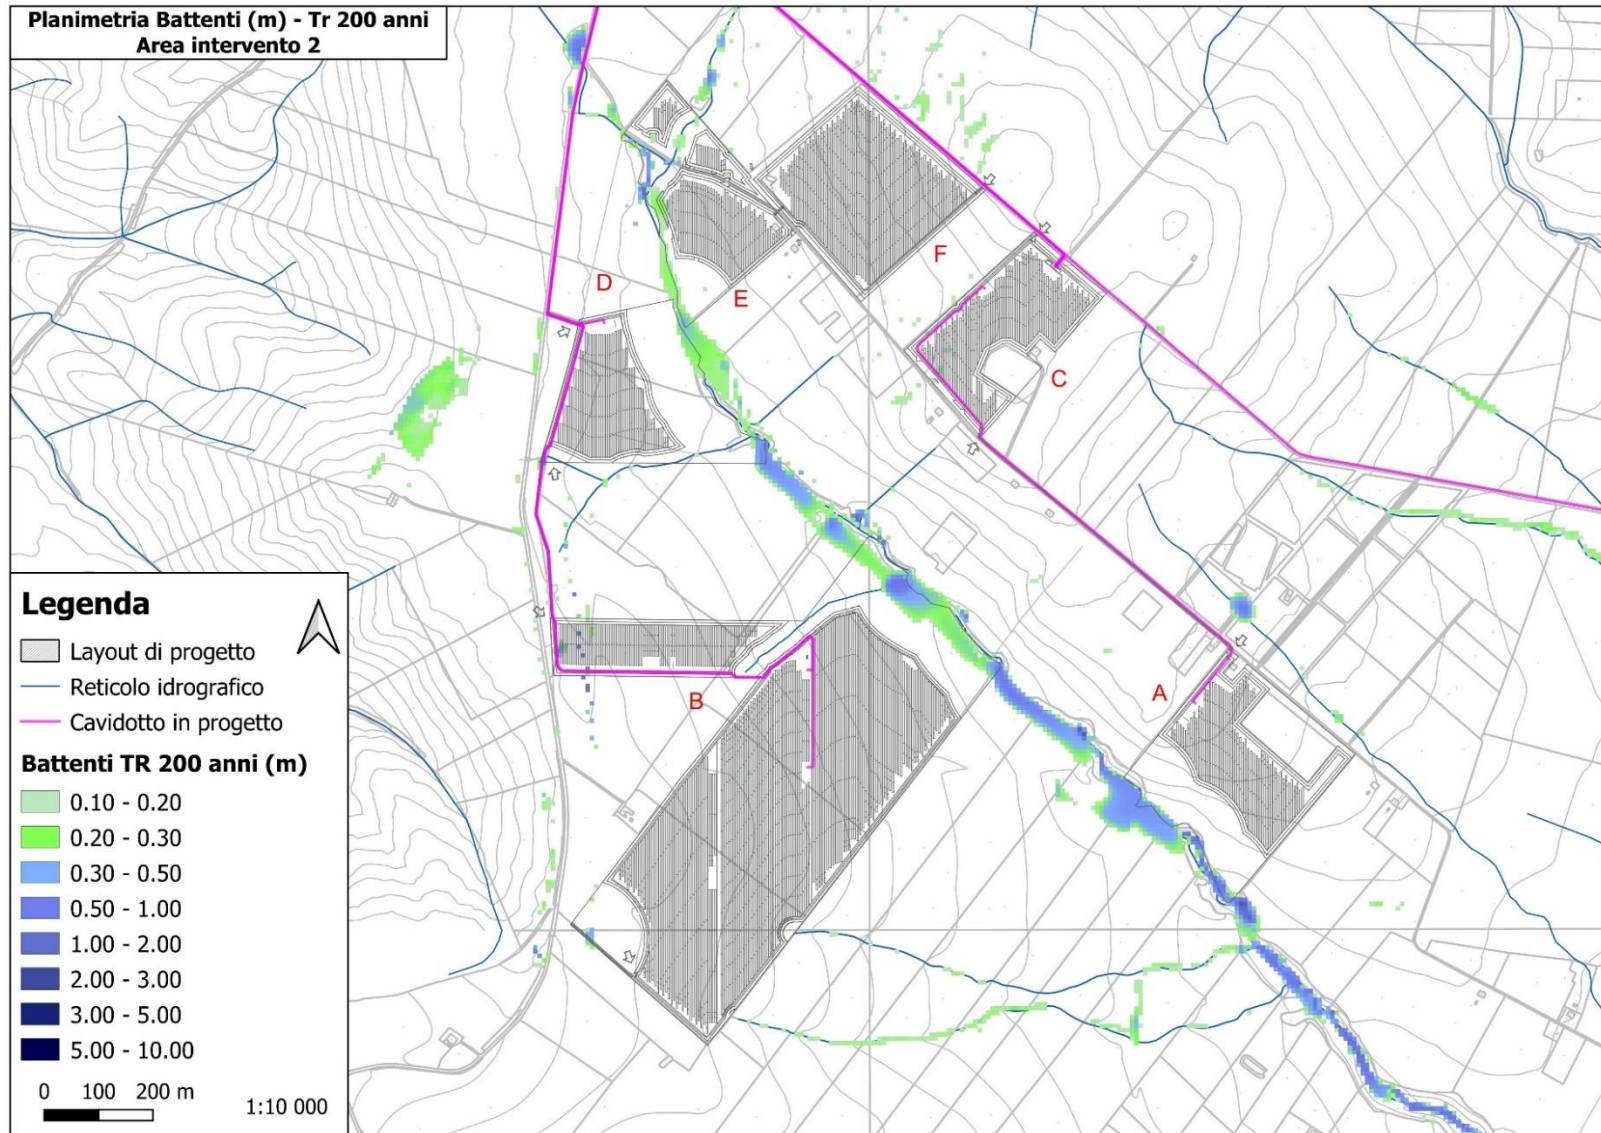 Planimetria Battenti (m) - Tr 200 anni
Area intervento 2
D
E
F
C
B
A
Legenda
Layout di progetto
Reticolo idrografico
Cavidotto in progetto
Battenti TR 200 anni (m)
0.10 - 0.20
0.20 - 0.30
0.30 - 0.50
0.50 - 1.00
1.00 - 2.00
2.00 - 3.00
3.00 - 5.00
5.00 - 10.00
0 100 200 m
1:10 000